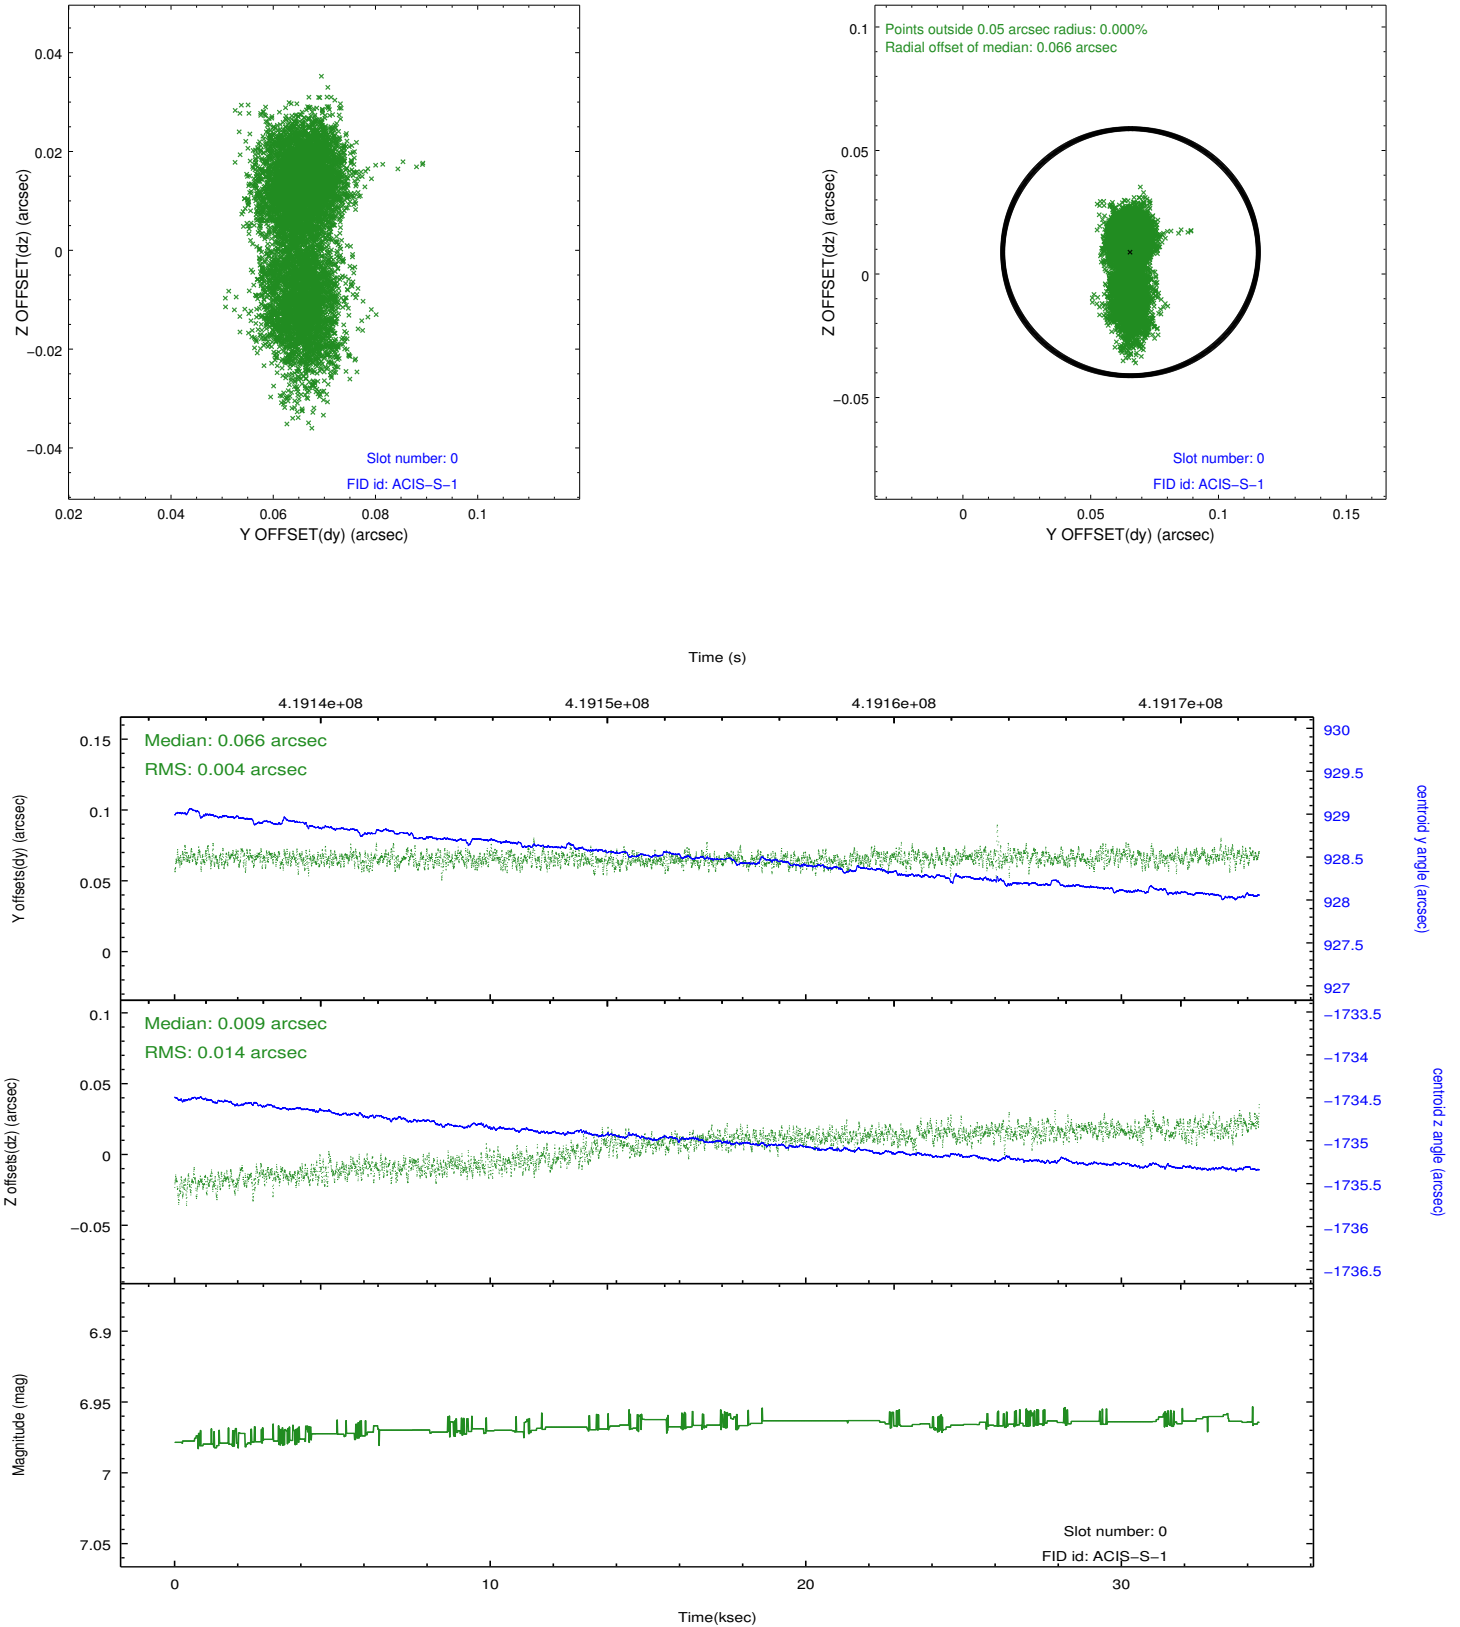 0.04
0.02
0
−0.02
−0.04
Z OFFSET(dz) (arcsec)
Slot number: 0
FID id: ACIS−S−1
0.02 0.04 0.06 0.08 0.1
Y OFFSET(dy) (arcsec)
Points outside 0.05 arcsec radius: 0.000%
Radial offset of median: 0.066 arcsec
0.1
0.05
0
−0.05
Z OFFSET(dz) (arcsec)
Slot number: 0
FID id: ACIS−S−1
0 0.05 0.1 0.15
Y OFFSET(dy) (arcsec)
Time (s)
4.1914e+08 4.1915e+08 4.1916e+08 4.1917e+08
Median: 0.066 arcsec
RMS: 0.004 arcsec
0.15
0.1
0.05
0
Y offsets(dy) (arcsec)
930
929.5
929
928.5
928
927.5
927
centroid y angle (arcsec)
Median: 0.009 arcsec
RMS: 0.014 arcsec
0.1
0.05
0
−0.05
Z offsets(dz) (arcsec)
−1733.5
−1734
−1734.5
−1735
−1735.5
−1736
−1736.5
centroid z angle (arcsec)
6.9
6.95
7
7.05
Magnitude (mag)
Slot number: 0
FID id: ACIS−S−1
0 10 20 30
Time(ksec)